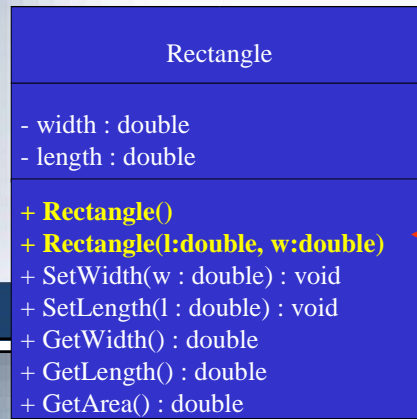 Rectangle
- width : double
- length : double
+ Rectangle()
+ Rectangle(l:double, w:double)
+ SetWidth(w : double) : void
+ SetLength(l : double) : void
+ GetWidth() : double
+ GetLength() : double
+ GetArea() : double